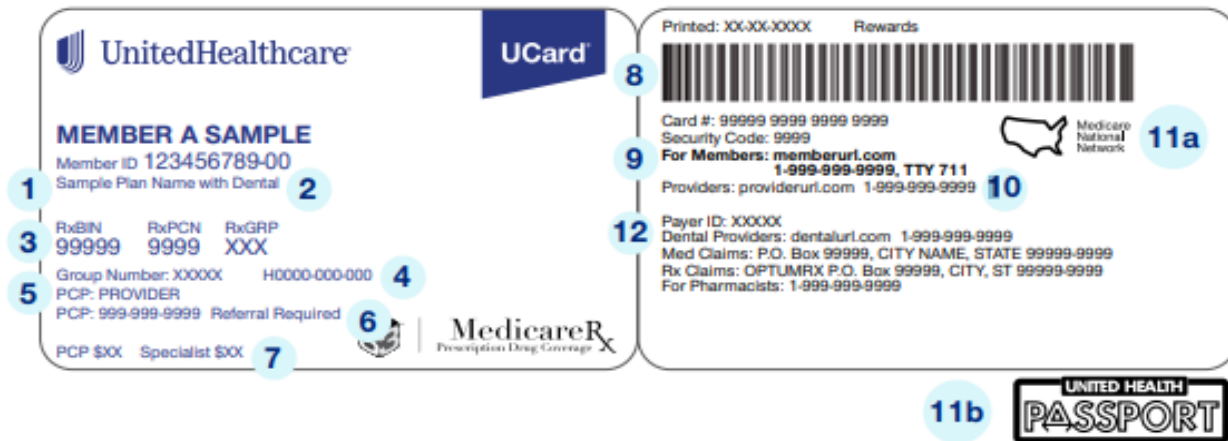 UnitedHealthcare
UCard
MEMBER A SAMPLE
Member ID 123456789-00
1 Sample Plan Name with Dental 2
RxBIN RxPCN RxGRP
3 99999 9999 XXX
Group Number: XXXXX H0000-000-000 4
5 PCP: PROVIDER
PCP: 999-999-9999 Referral Required 6
MedicareRx
Prescription Drug Coverage
PCP $XX Specialist $XX 7
Printed: XX-XX-XXXX Rewards
8
Card #: 99999 9999 9999 9999
Security Code: 9999
Medicare
National
Network
11a
9 For Members: memberurl.com
1-999-999-9999, TTY 711
Providers: providerurl.com 1-999-999-9999 10
12 Payer ID: XXXXX
Dental Providers: dentalurl.com 1-999-999-9999
Med Claims: P.O. Box 99999, CITY NAME, STATE 99999-9999
Rx Claims: OPTUMRX P.O. Box 99999, CITY, ST 99999-9999
For Pharmacists: 1-999-999-9999
11b
UNITED HEALTH
PASSPORT